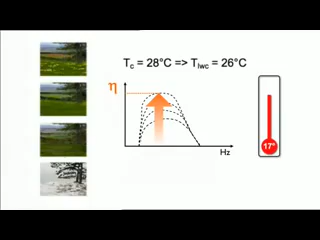 Tc = 28°C => Tlwc = 26°C
η
Hz
17°